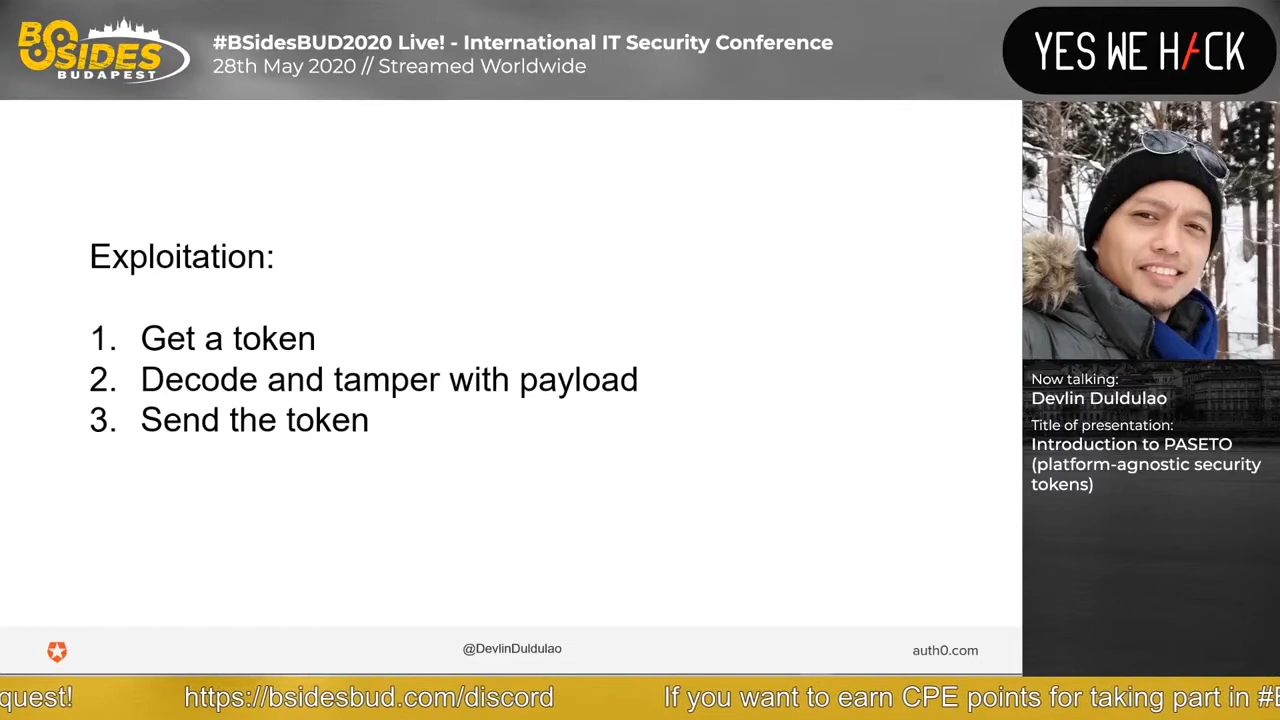 BSIDES
BUDAPEST
#BSidesBUD2020 Live! - International IT Security Conference
28th May 2020 // Streamed Worldwide
YES WE H/CK
Exploitation:
1. Get a token
2. Decode and tamper with payload
3. Send the token
Now talking:
Devlin Duldulao
Title of presentation:
Introduction to PASETO
(platform-agnostic security
tokens)
@DevlinDuldulao
auth0.com
quest! https://bsidesbud.com/discord If you want to earn CPE points for taking part in #B